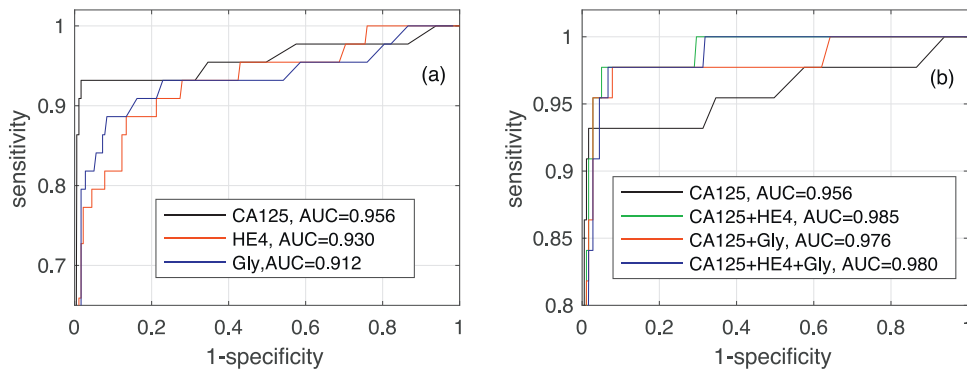 1
0.9
0.8
0.7
sensitivity
(a)
CA125, AUC=0.956
HE4, AUC=0.930
Gly,AUC=0.912
0
0.2
0.4
0.6
0.8
1
1-specificity
1
0.95
0.9
0.85
0.8
sensitivity
(b)
CA125, AUC=0.956
CA125+HE4, AUC=0.985
CA125+Gly, AUC=0.976
CA125+HE4+Gly, AUC=0.980
0
0.2
0.4
0.6
0.8
1
1-specificity